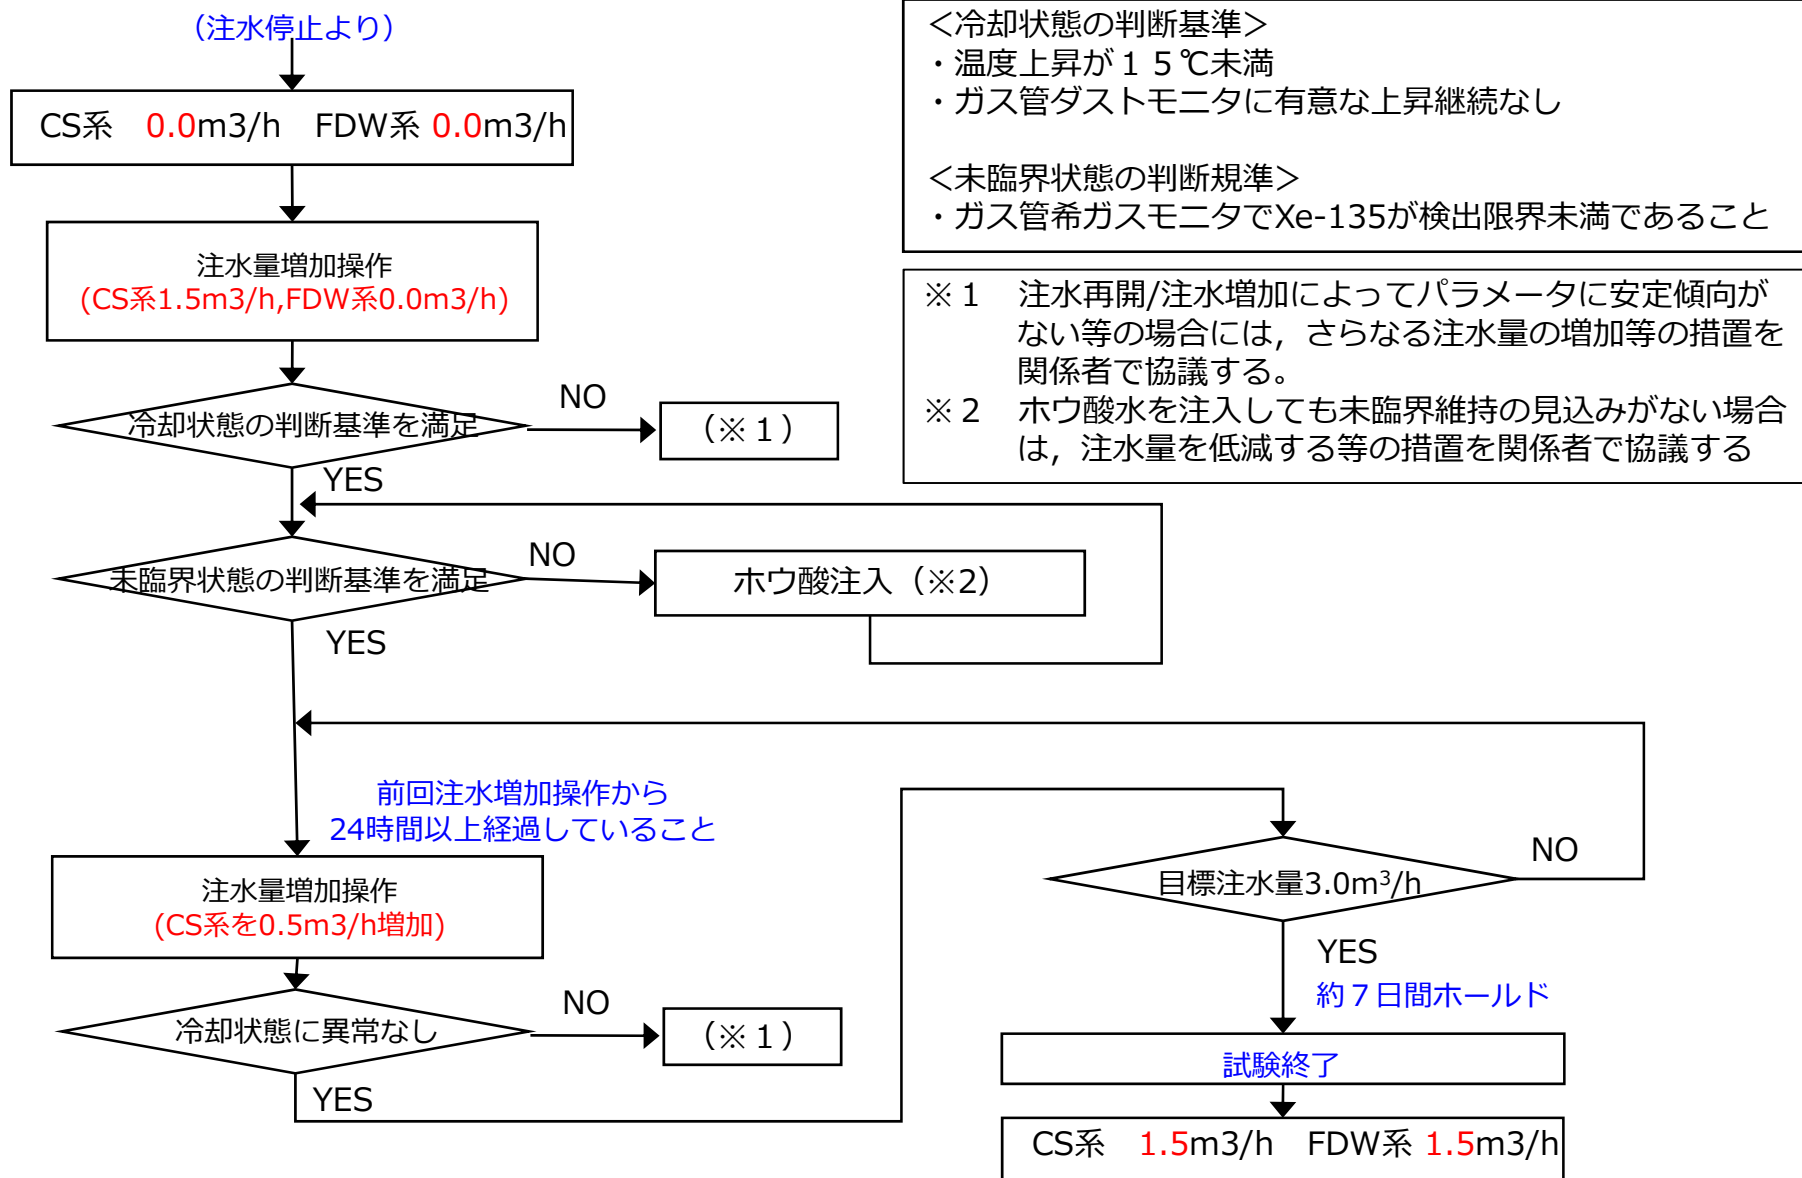 (注水停止より)
CS系　0.0m3/h　FDW系 0.0m3/h
注水量増加操作
(CS系1.5m3/h,FDW系0.0m3/h)
冷却状態の判断基準を満足
NO
（※１）
YES
未臨界状態の判断基準を満足
NO
ホウ酸注入（※2）
YES
前回注水増加操作から
24時間以上経過していること
注水量増加操作
(CS系を0.5m3/h増加)
冷却状態に異常なし
NO
（※１）
YES
＜冷却状態の判断基準＞
・温度上昇が１５℃未満
・ガス管ダストモニタに有意な上昇継続なし
＜未臨界状態の判断規準＞
・ガス管希ガスモニタでXe-135が検出限界未満であること
※１　注水再開/注水増加によってパラメータに安定傾向が
ない等の場合には，さらなる注水量の増加等の措置を
関係者で協議する。
※２　ホウ酸水を注入しても未臨界維持の見込みがない場合
は，注水量を低減する等の措置を関係者で協議する
目標注水量3.0m³/h
NO
YES
約７日間ホールド
試験終了
CS系　1.5m3/h　FDW系 1.5m3/h